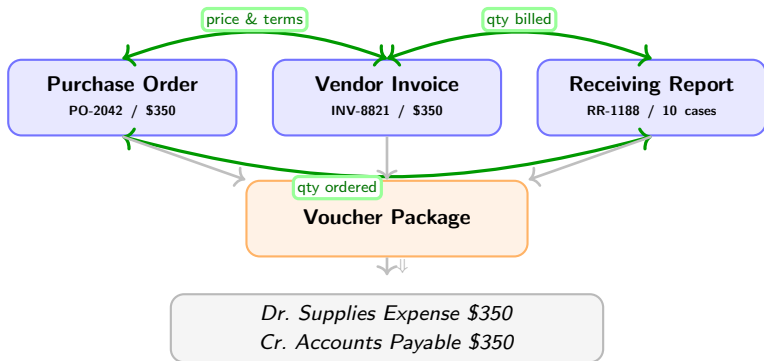 price & terms
qty billed
Purchase Order
PO-2042 / $350
Vendor Invoice
INV-8821 / $350
Receiving Report
RR-1188 / 10 cases
qty ordered
Voucher Package
⇓
Dr. Supplies Expense $350
Cr. Accounts Payable $350